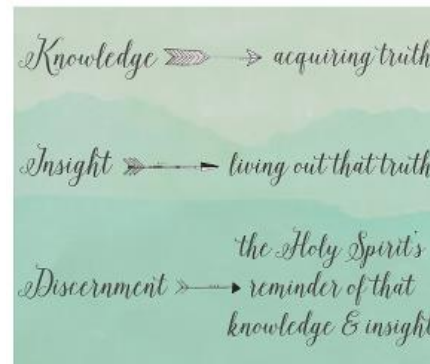 Knowledge acquiring truth
Insight living out that truth
the Holy Spirit's
Discernment reminder of that
knowledge & insight